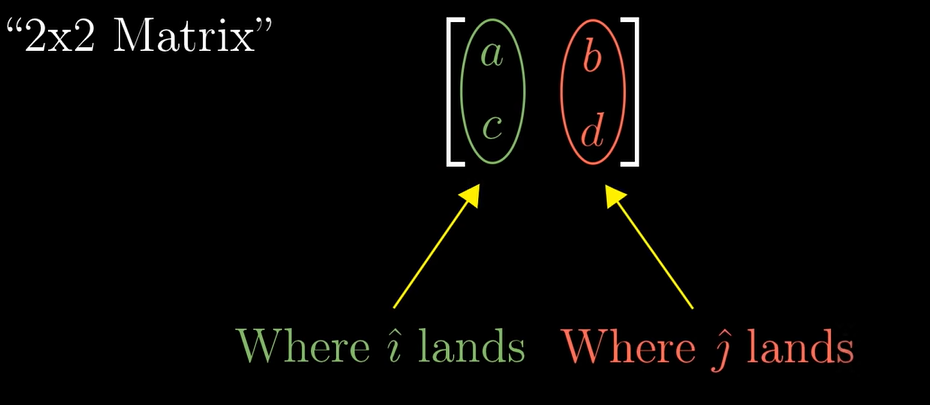 “2x2 Matrix”
a b
c d
Where î lands Where ĵ lands